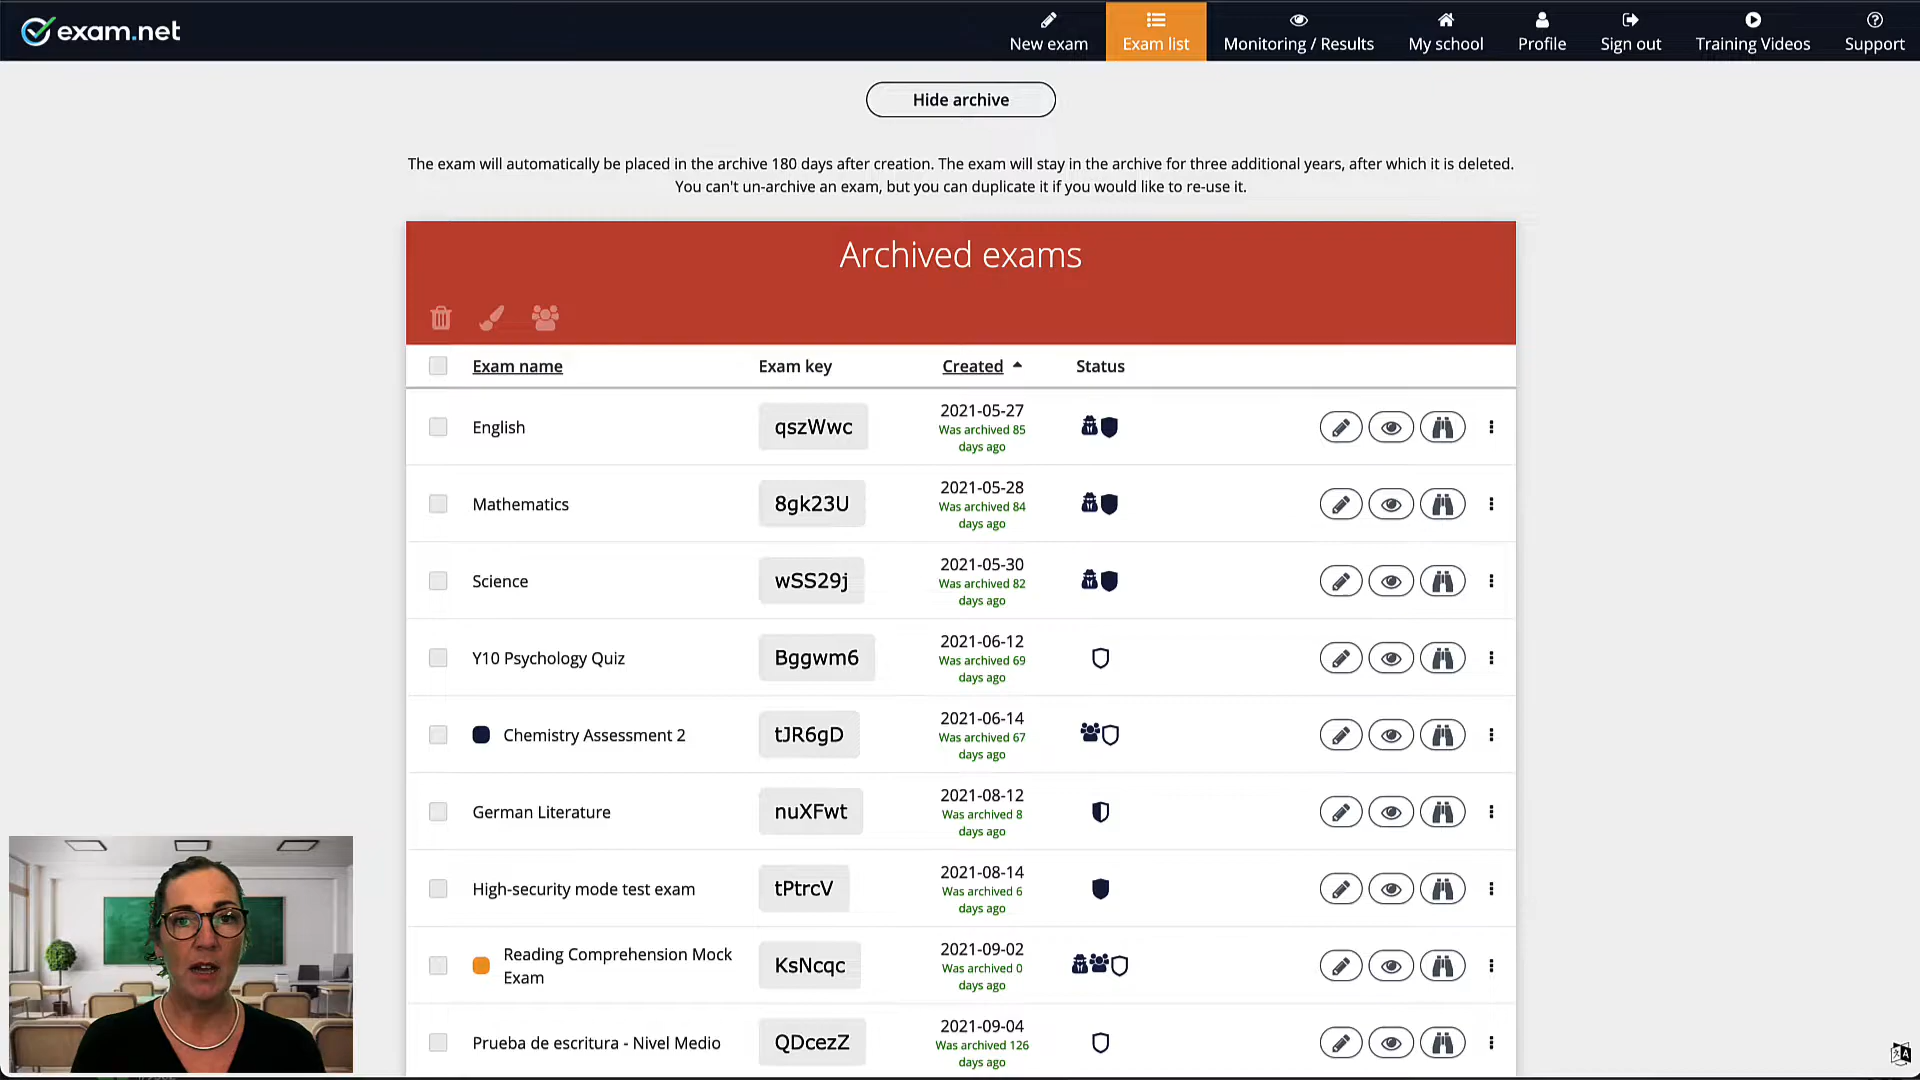 exam.net
New exam
Exam list
Monitoring / Results
My school
Profile
Sign out
Training Videos
Support
Hide archive
The exam will automatically be placed in the archive 180 days after creation. The exam will stay in the archive for three additional years, after which it is deleted.
You can't un-archive an exam, but you can duplicate it if you would like to re-use it.
Archived exams
Exam name
Exam key
Created
Status
English
qszWwc
2021-05-27
Was archived 85
days ago
Mathematics
8gk23U
2021-05-28
Was archived 84
days ago
Science
wSS29j
2021-05-30
Was archived 82
days ago
Y10 Psychology Quiz
Bggwm6
2021-06-12
Was archived 69
days ago
Chemistry Assessment 2
tJR6gD
2021-06-14
Was archived 67
days ago
German Literature
nuXFwt
2021-08-12
Was archived 8
days ago
High-security mode test exam
tPtrcV
2021-08-14
Was archived 6
days ago
Reading Comprehension Mock
Exam
KsNcqc
2021-09-02
Was archived 0
days ago
Prueba de escritura - Nivel Medio
QDcezZ
2021-09-04
Was archived 126
days ago